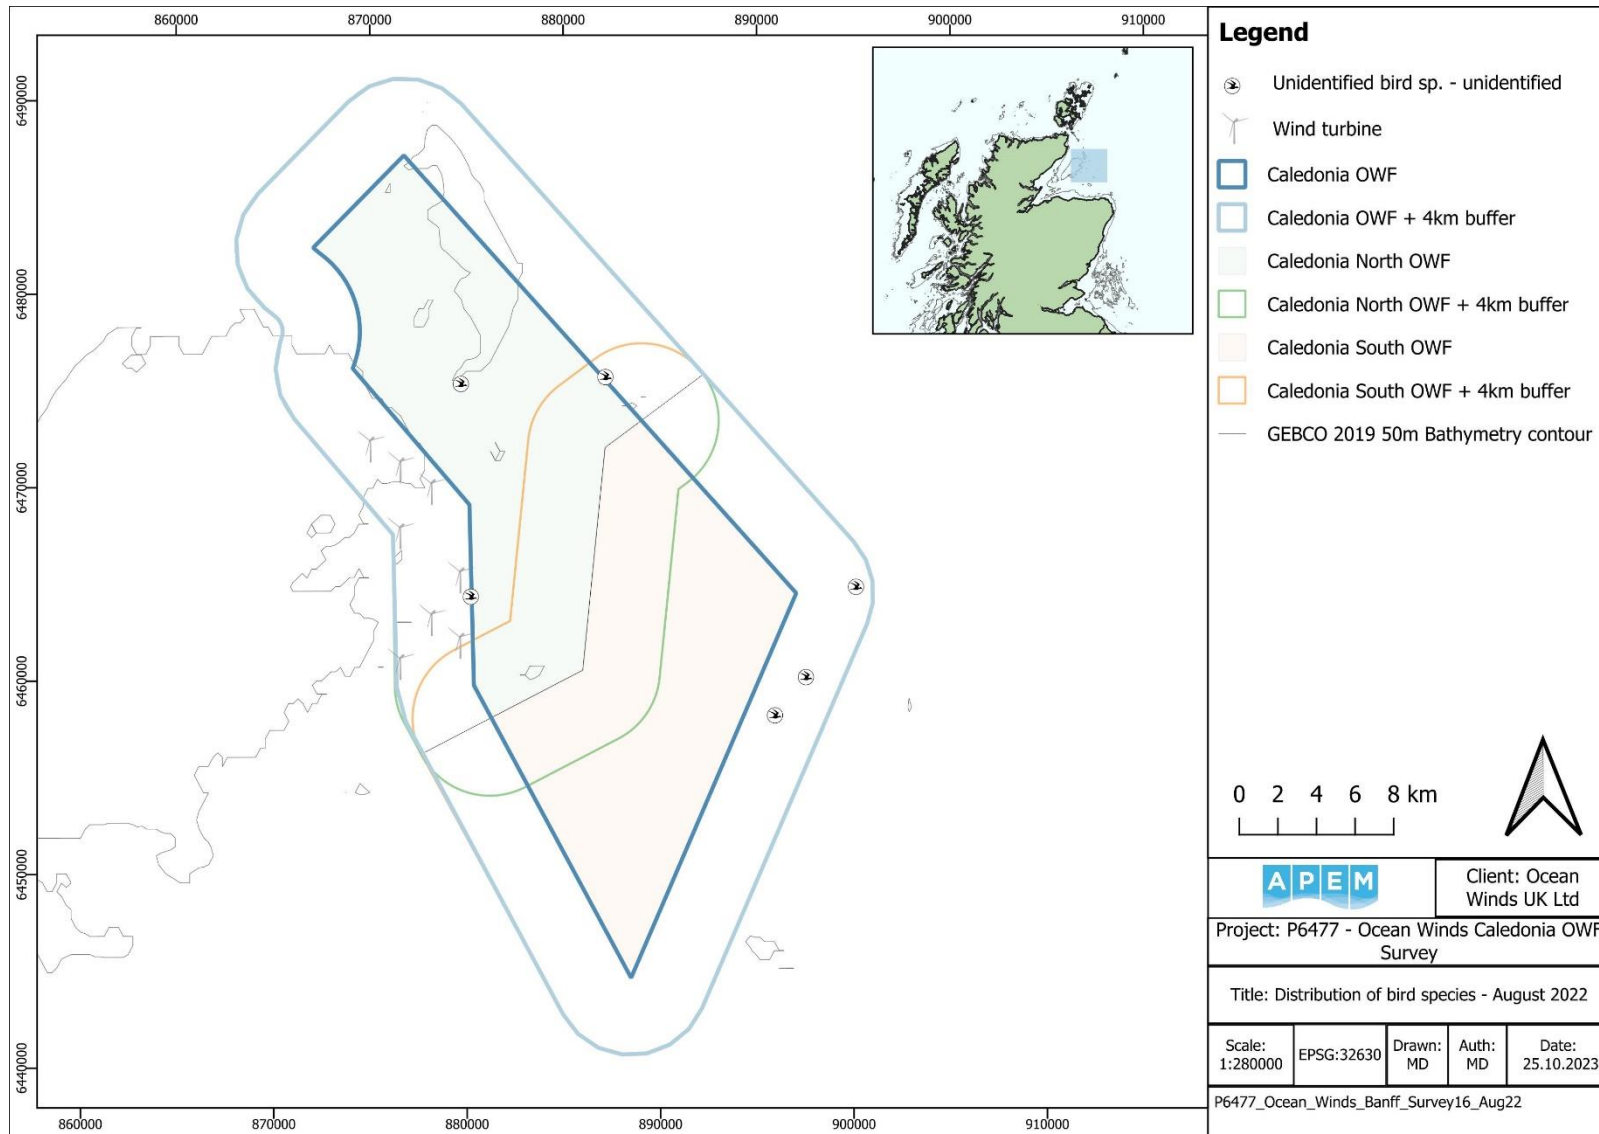 860000 870000 880000 890000 900000 910000
6490000
6480000
6470000
6460000
6450000
6440000
860000 870000 880000 890000 900000 910000
Legend
Unidentified bird sp. - unidentified
Wind turbine
Caledonia OWF
Caledonia OWF + 4km buffer
Caledonia North OWF
Caledonia North OWF + 4km buffer
Caledonia South OWF
Caledonia South OWF + 4km buffer
GEBCO 2019 50m Bathymetry contour
0 2 4 6 8 km
APEM
Client: Ocean
Winds UK Ltd
Project: P6477 - Ocean Winds Caledonia OWF
Survey
Title: Distribution of bird species - August 2022
Scale:
1:280000
EPSG:32630
Drawn:
MD
Auth:
MD
Date:
25.10.2023
P6477_Ocean_Winds_Banff_Survey16_Aug22